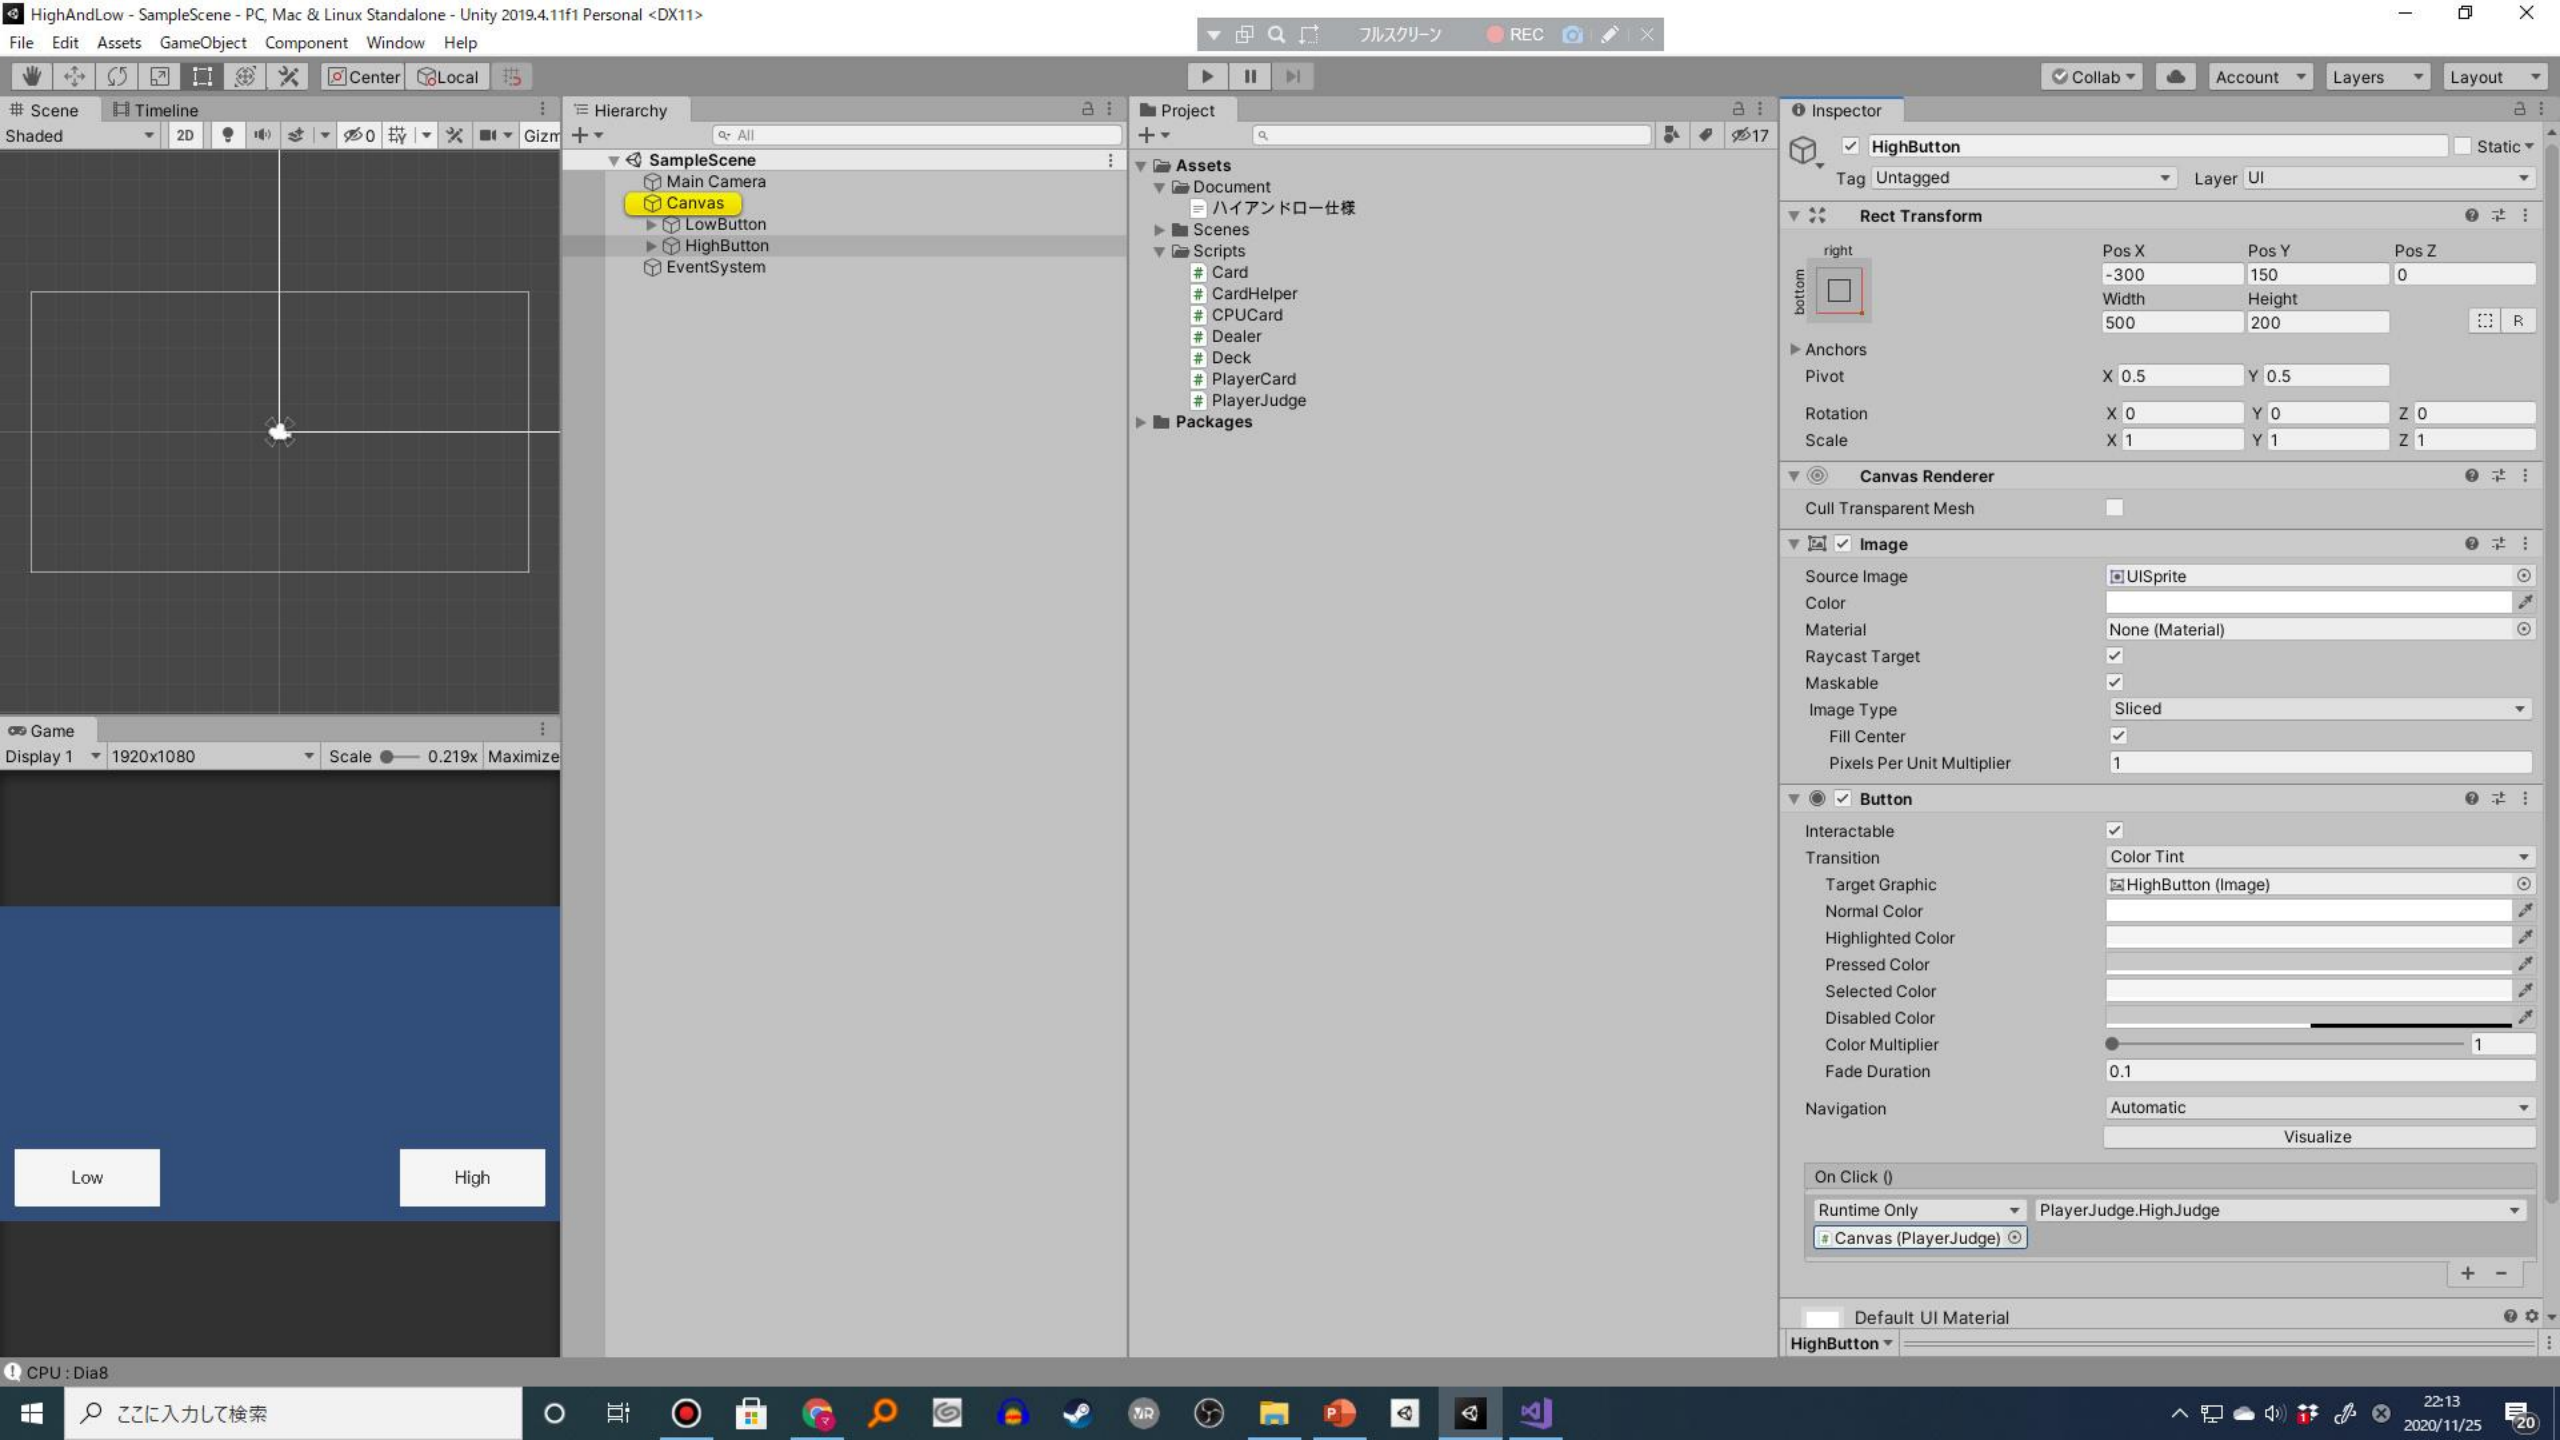 HighAndLow - SampleScene - PC, Mac & Linux Standalone - Unity 2019.4.11f1 Personal <DX11>
フルスクリーン REC
File Edit Assets GameObject Component Window Help
Center Local
Collab Account Layers Layout
Scene Timeline
Shaded 2D 0 Gizm
Hierarchy
All
SampleScene
Main Camera
Canvas
LowButton
HighButton
EventSystem
Project
17
Assets
Document
ハイアンドロー仕様
Scenes
Scripts
Card
CardHelper
CPUCard
Dealer
Deck
PlayerCard
PlayerJudge
Packages
Inspector
HighButton Static
Tag Untagged Layer UI
Rect Transform
right
bottom
Pos X Pos Y Pos Z
-300 150 0
Width Height
500 200 R
Anchors
Pivot X 0.5 Y 0.5
Rotation X 0 Y 0 Z 0
Scale X 1 Y 1 Z 1
Canvas Renderer
Cull Transparent Mesh
Image
Source Image UISprite
Color
Material None (Material)
Raycast Target
Maskable
Image Type Sliced
Fill Center
Pixels Per Unit Multiplier 1
Button
Interactable
Transition Color Tint
Target Graphic HighButton (Image)
Normal Color
Highlighted Color
Pressed Color
Selected Color
Disabled Color
Color Multiplier 1
Fade Duration 0.1
Navigation Automatic
Visualize
On Click ()
Runtime Only PlayerJudge.HighJudge
Canvas (PlayerJudge)
+ -
Default UI Material
HighButton
Game
Display 1 1920x1080 Scale 0.219x Maximize
Low High
CPU : Dia8
ここに入力して検索
22:13
2020/11/25
20